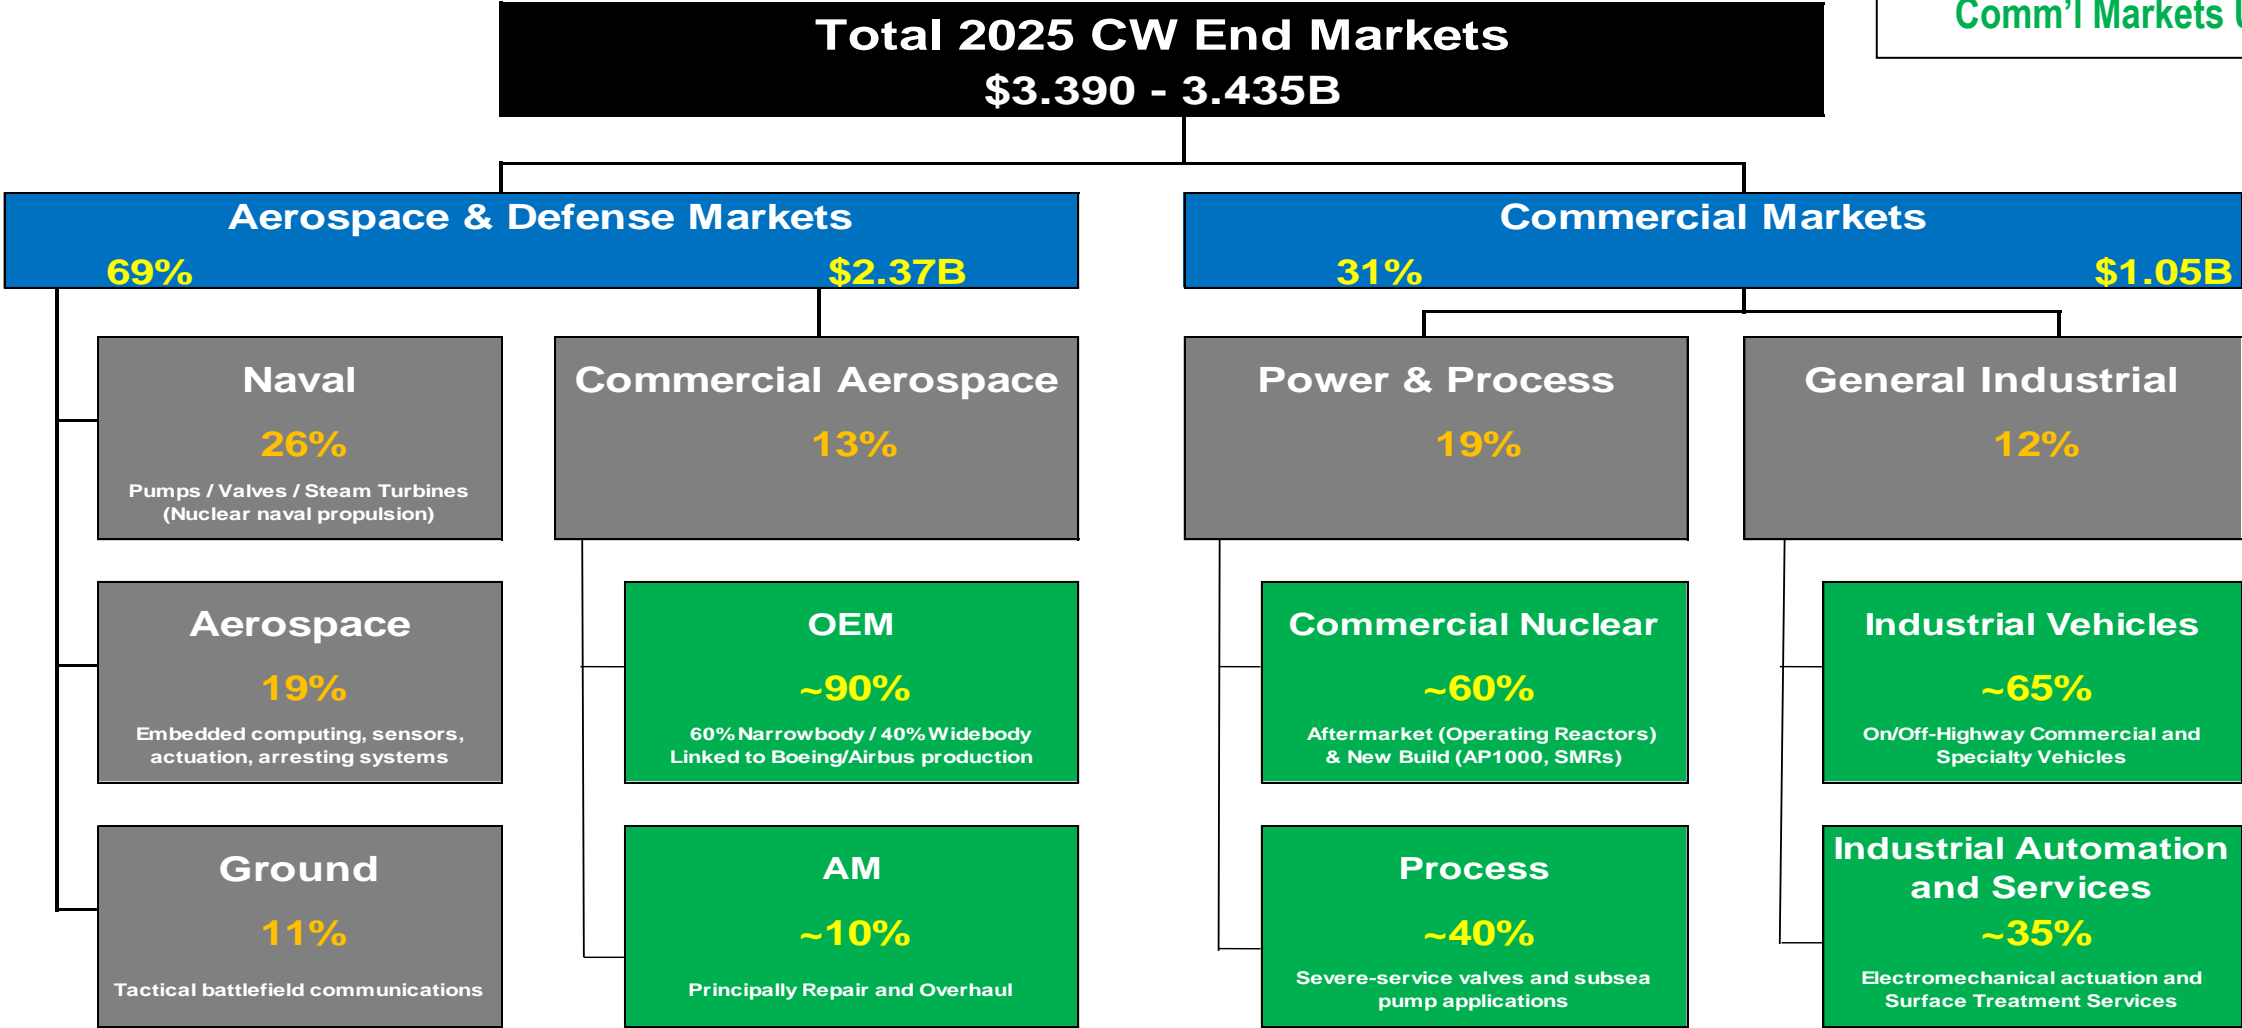 Comm'l Markets
Total 2025 CW End Markets
$3.390 - 3.435B
Aerospace & Defense Markets
69% $2.37B
Commercial Markets
31% $1.05B
Naval
26%
Pumps / Valves / Steam Turbines
(Nuclear naval propulsion)
Commercial Aerospace
13%
Power & Process
19%
General Industrial
12%
Aerospace
19%
Embedded computing, sensors,
actuation, arresting systems
OEM
~90%
60% Narrowbody / 40% Widebody
Linked to Boeing/Airbus production
Commercial Nuclear
~60%
Aftermarket (Operating Reactors)
& New Build (AP1000, SMRs)
Industrial Vehicles
~65%
On/Off-Highway Commercial and
Specialty Vehicles
Ground
11%
Tactical battlefield communications
AM
~10%
Principally Repair and Overhaul
Process
~40%
Severe-service valves and subsea
pump applications
Industrial Automation
and Services
~35%
Electromechanical actuation and
Surface Treatment Services